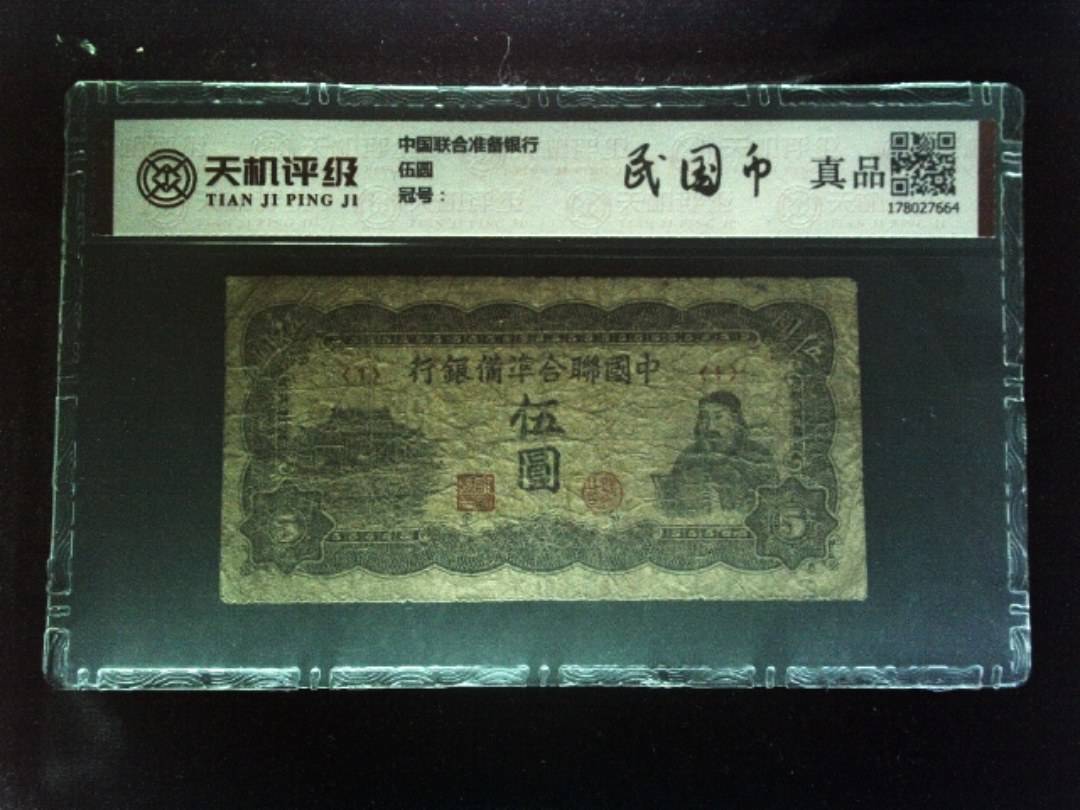 天机评级
TIAN JI PING JI
中国联合准备银行
伍圆
冠号：
民国币
真品
178027664
行銀備準合聯國中
伍
圓
5
5